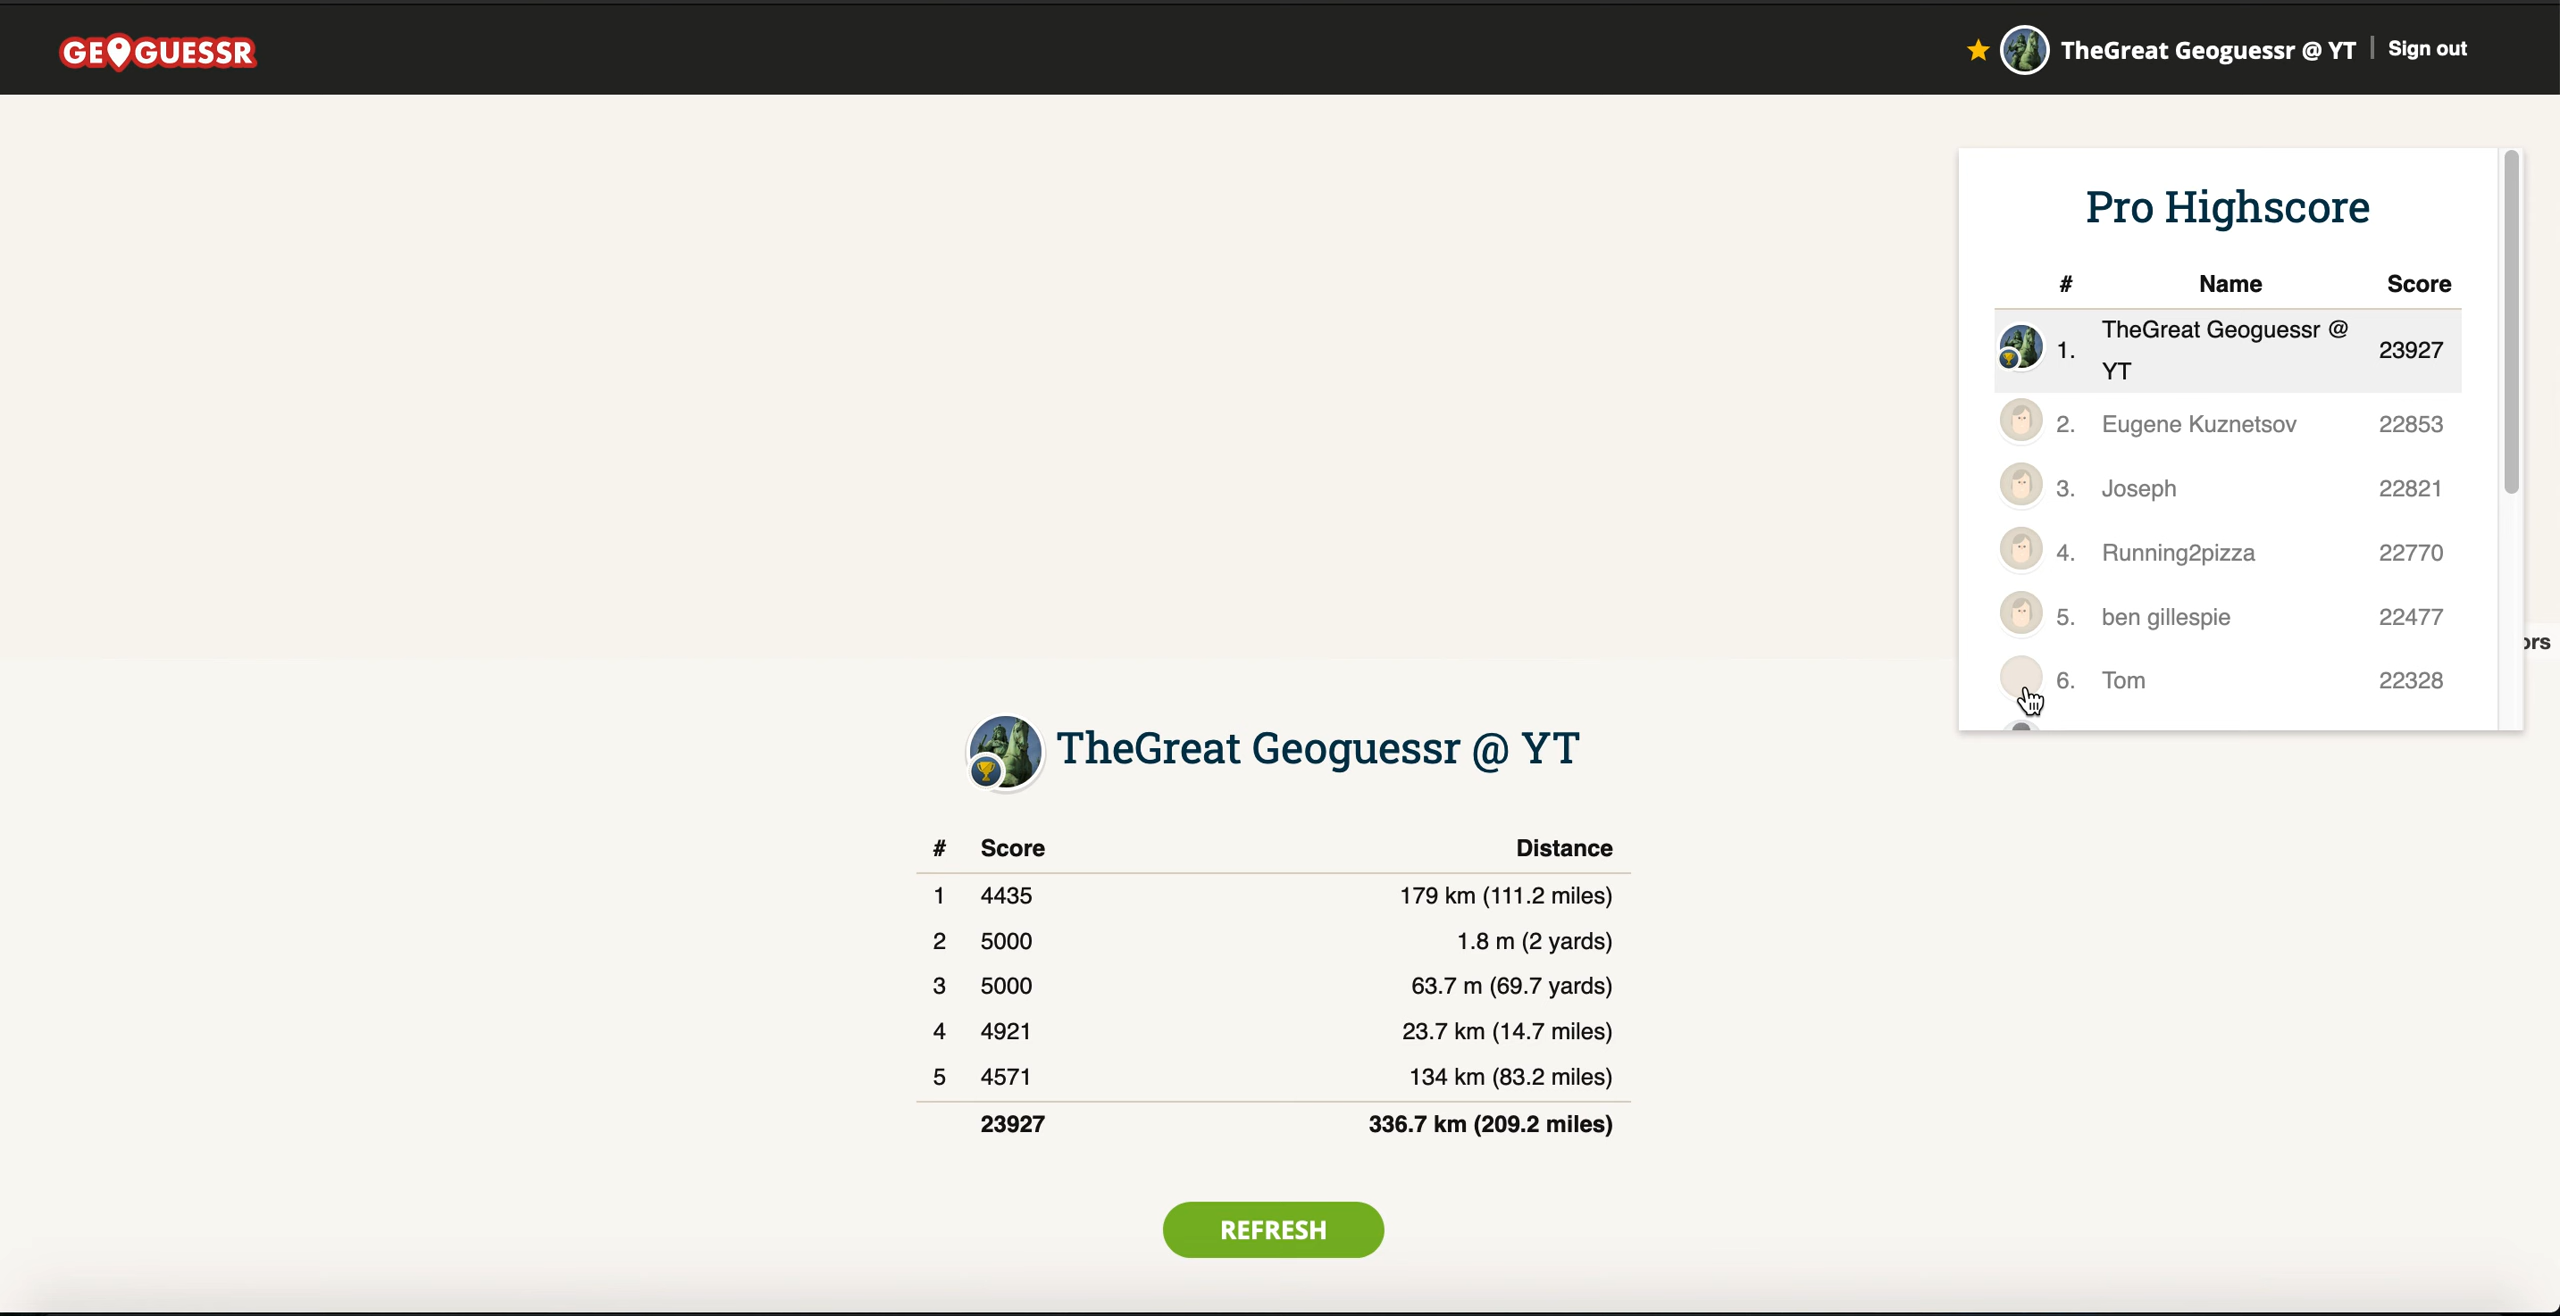 GEOGUESSR
TheGreat Geoguessr @ YT | Sign out
Pro Highscore
# Name Score
1. TheGreat Geoguessr @ YT 23927
2. Eugene Kuznetsov 22853
3. Joseph 22821
4. Running2pizza 22770
5. ben gillespie 22477
ors
6. Tom 22328
TheGreat Geoguessr @ YT
# Score Distance
1 4435 179 km (111.2 miles)
2 5000 1.8 m (2 yards)
3 5000 63.7 m (69.7 yards)
4 4921 23.7 km (14.7 miles)
5 4571 134 km (83.2 miles)
23927 336.7 km (209.2 miles)
REFRESH